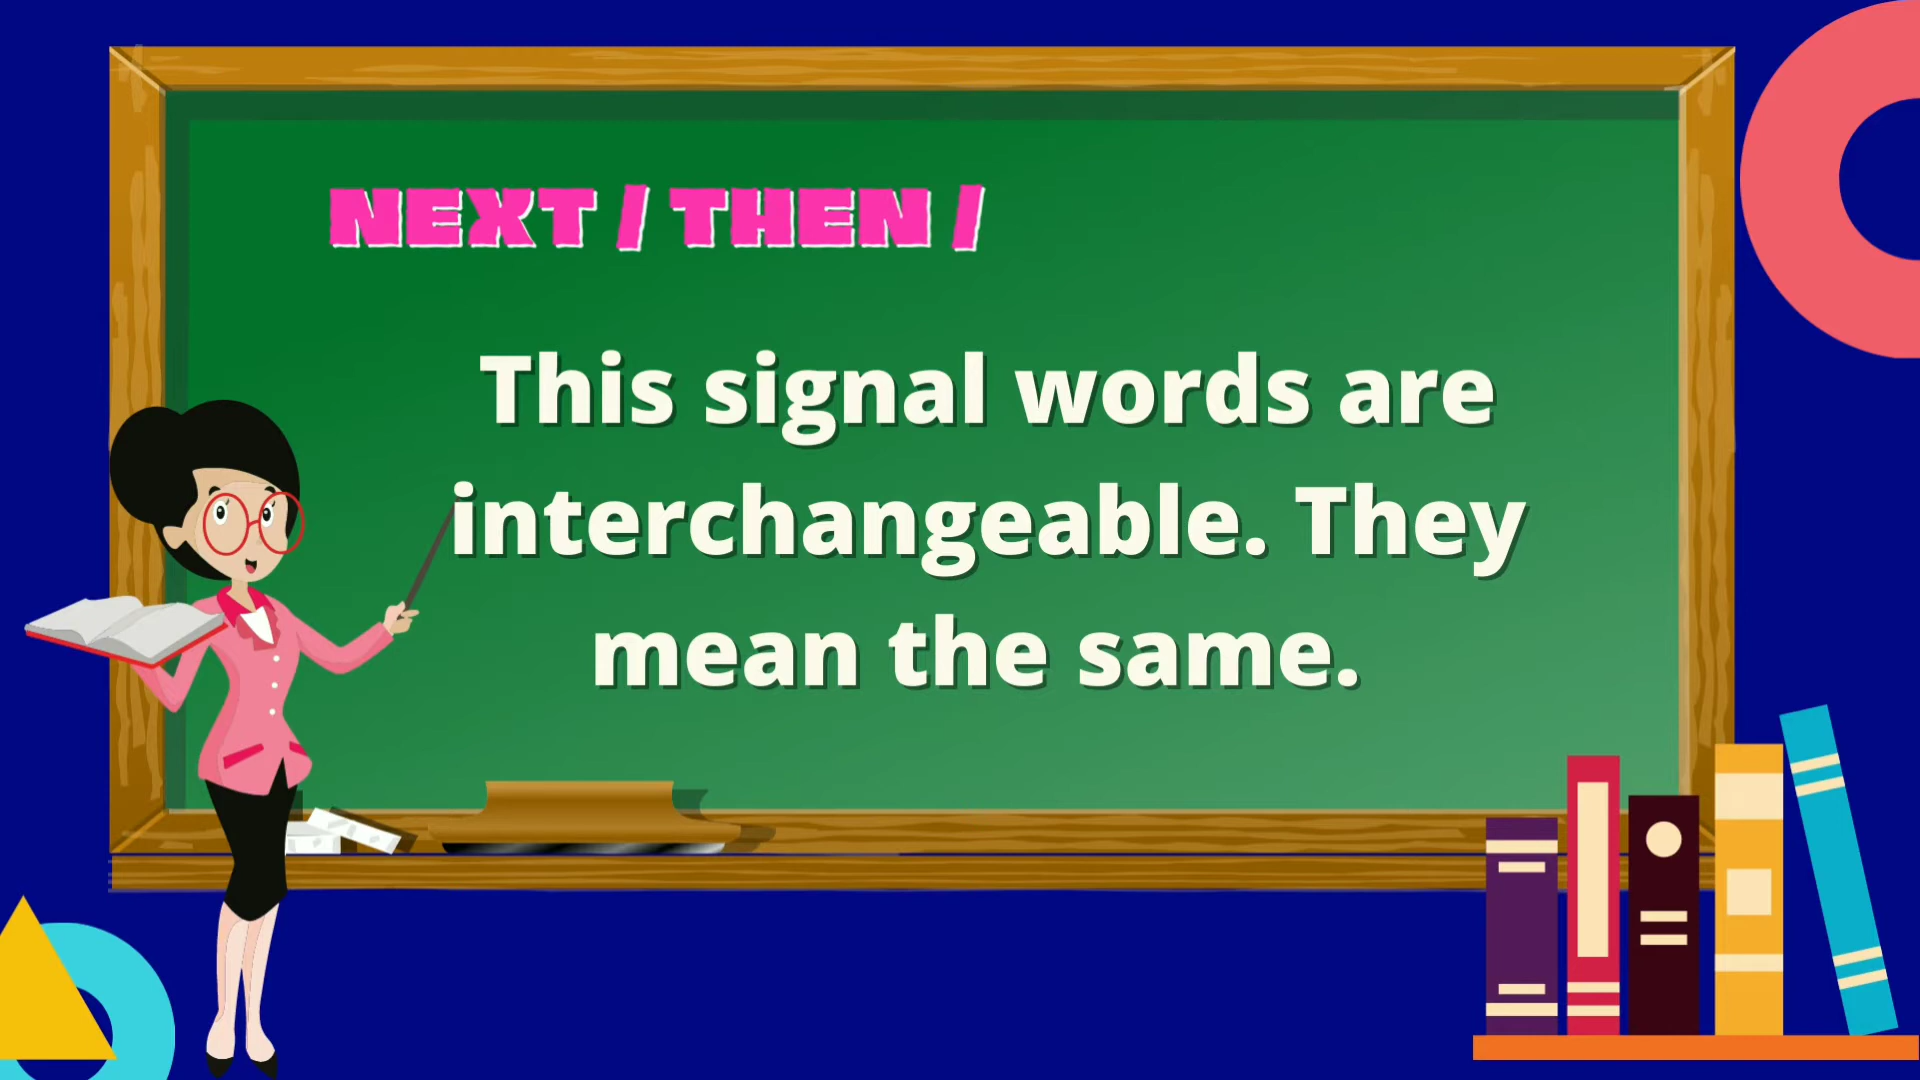 NEXT / THEN /
This signal words are
interchangeable. They
mean the same.